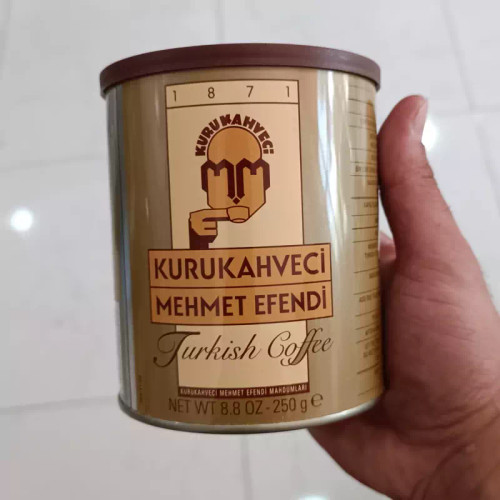 1 8 7 1
KURUKAHVECİ
KURUKAHVECİ
MEHMET EFENDİ
Turkish Coffee
KURUKAHVECİ MEHMET EFENDİ MAHDUMLARI
NET WT 8.8 OZ - 250 g ℮